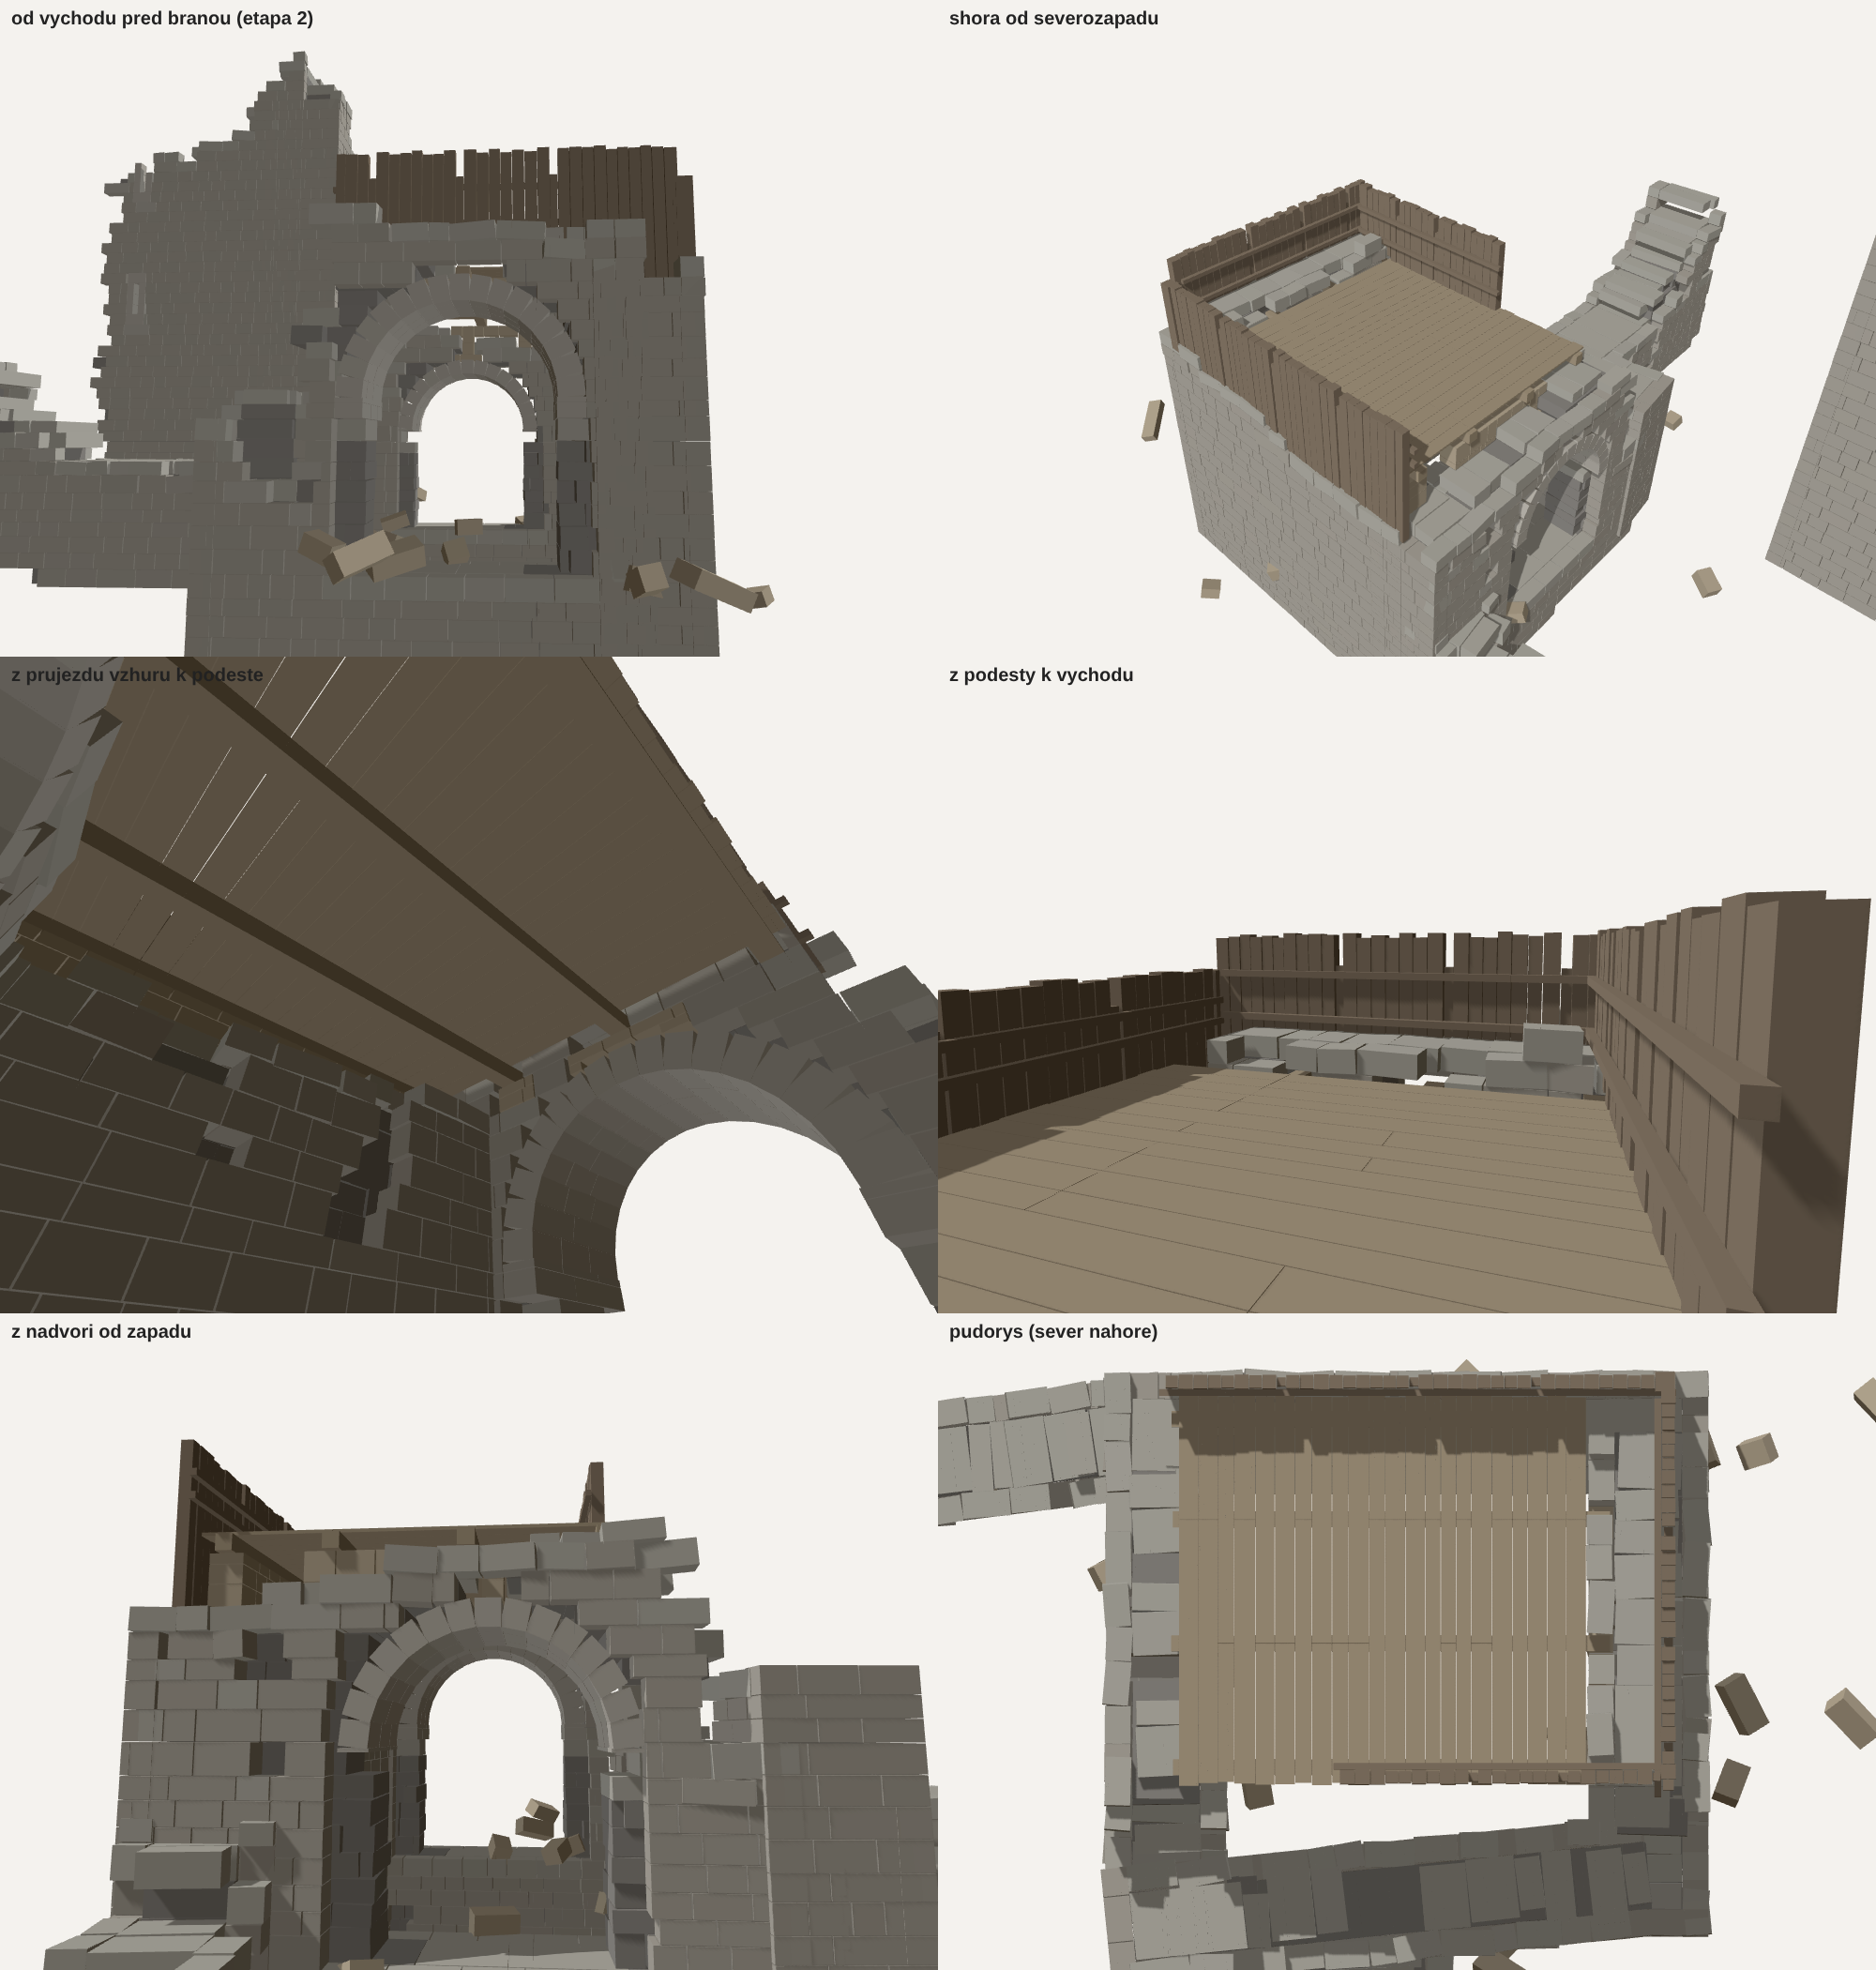 od vychodu pred branou (etapa 2)
shora od severozapadu
z prujezdu vzhuru k podeste
z podesty k vychodu
z nadvori od zapadu
pudorys (sever nahore)